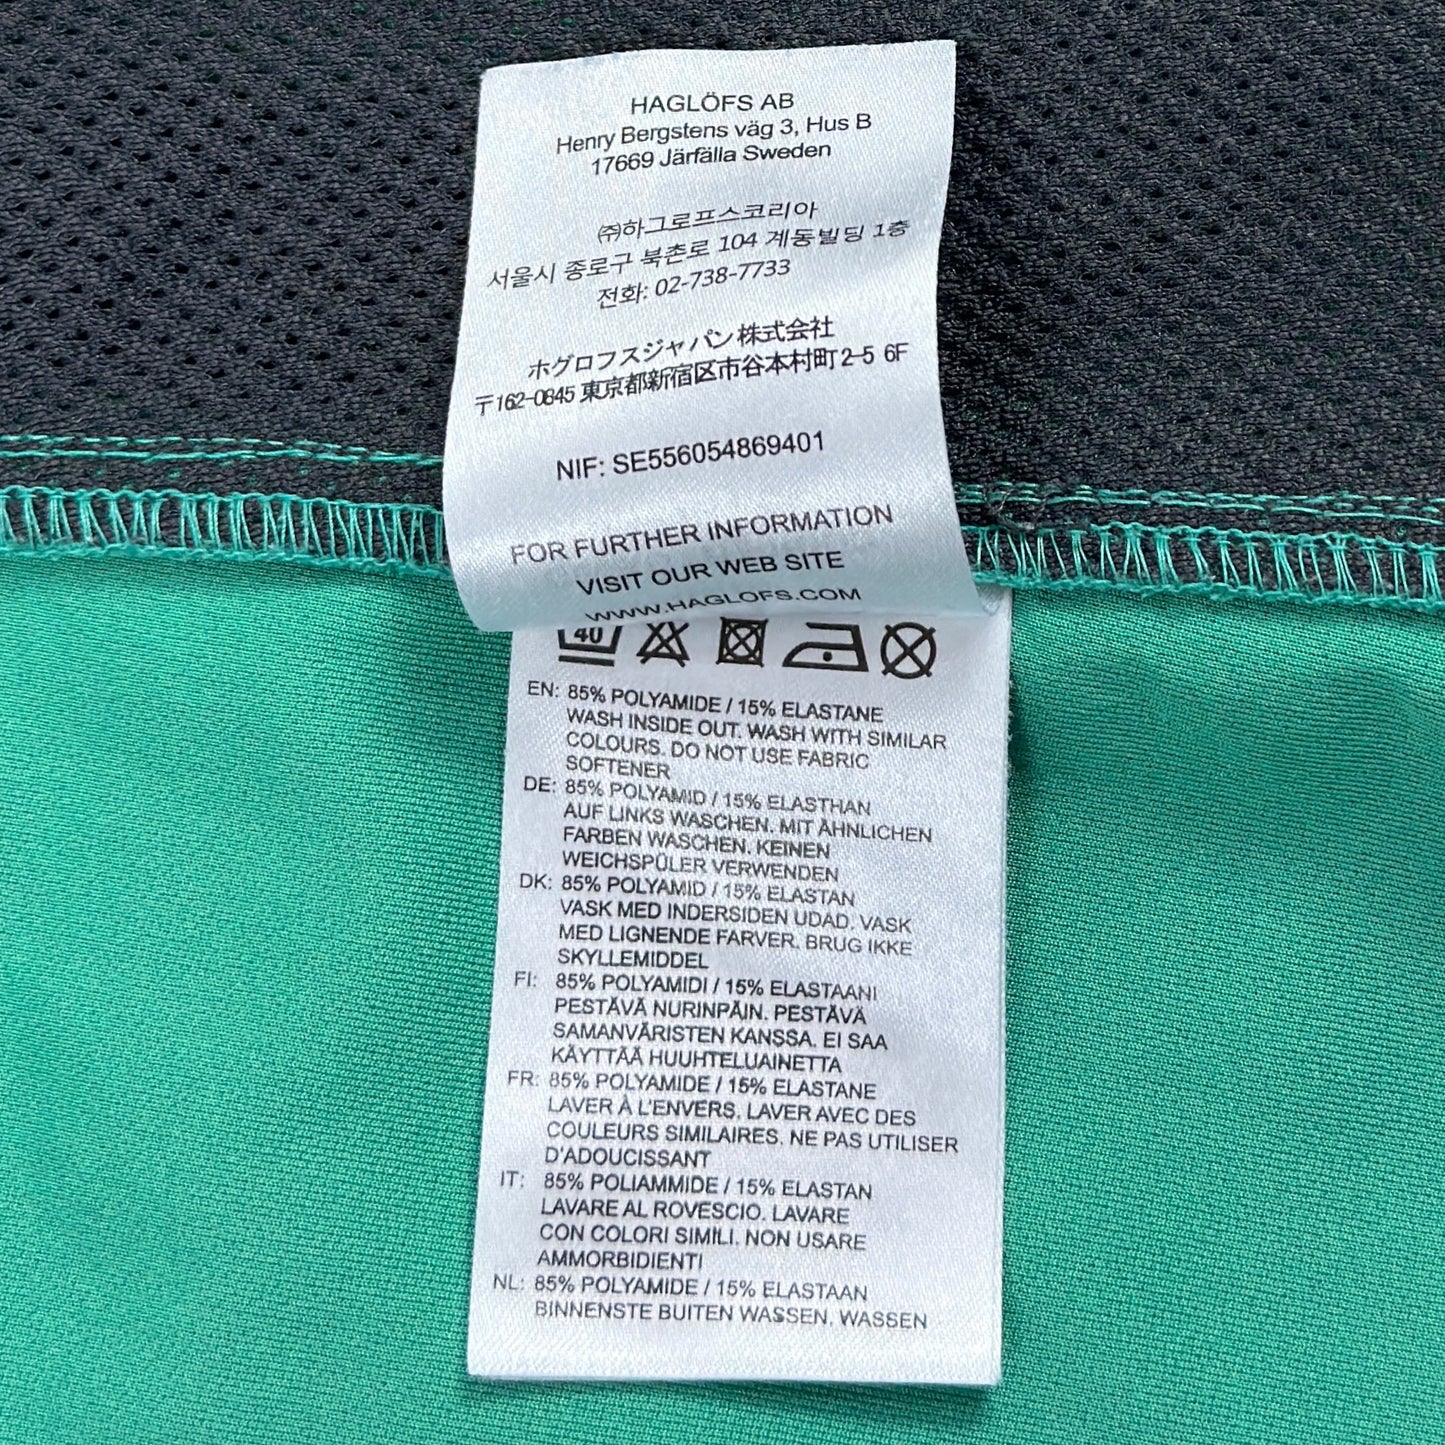 HAGLÖFS AB
Henry Bergstens väg 3, Hus B
17669 Järfälla Sweden
㈜하그로프스코리아
서울시 종로구 북촌로 104 계동빌딩 1층
전화: 02-738-7733
ホグロフスジャパン株式会社
〒162-0845 東京都新宿区市谷本村町2-5 6F
NIF: SE556054869401
FOR FURTHER INFORMATION
VISIT OUR WEB SITE
WWW.HAGLOFS.COM
40
EN: 85% POLYAMIDE / 15% ELASTANE
WASH INSIDE OUT. WASH WITH SIMILAR
COLOURS. DO NOT USE FABRIC
SOFTENER
DE: 85% POLYAMID / 15% ELASTHAN
AUF LINKS WASCHEN. MIT ÄHNLICHEN
FARBEN WASCHEN. KEINEN
WEICHSPÜLER VERWENDEN
DK: 85% POLYAMID / 15% ELASTAN
VASK MED INDERSIDEN UDAD. VASK
MED LIGNENDE FARVER. BRUG IKKE
SKYLLEMIDDEL
FI: 85% POLYAMIDI / 15% ELASTAANI
PESTÄVÄ NURINPÄIN. PESTÄVÄ
SAMANVÄRISTEN KANSSA. EI SAA
KÄYTTÄÄ HUUHTELUAINETTA
FR: 85% POLYAMIDE / 15% ELASTANE
LAVER À L'ENVERS. LAVER AVEC DES
COULEURS SIMILAIRES. NE PAS UTILISER
D'ADOUCISSANT
IT: 85% POLIAMMIDE / 15% ELASTAN
LAVARE AL ROVESCIO. LAVARE
CON COLORI SIMILI. NON USARE
AMMORBIDIENTI
NL: 85% POLYAMIDE / 15% ELASTAAN
BINNENSTE BUITEN WASSEN. WASSEN